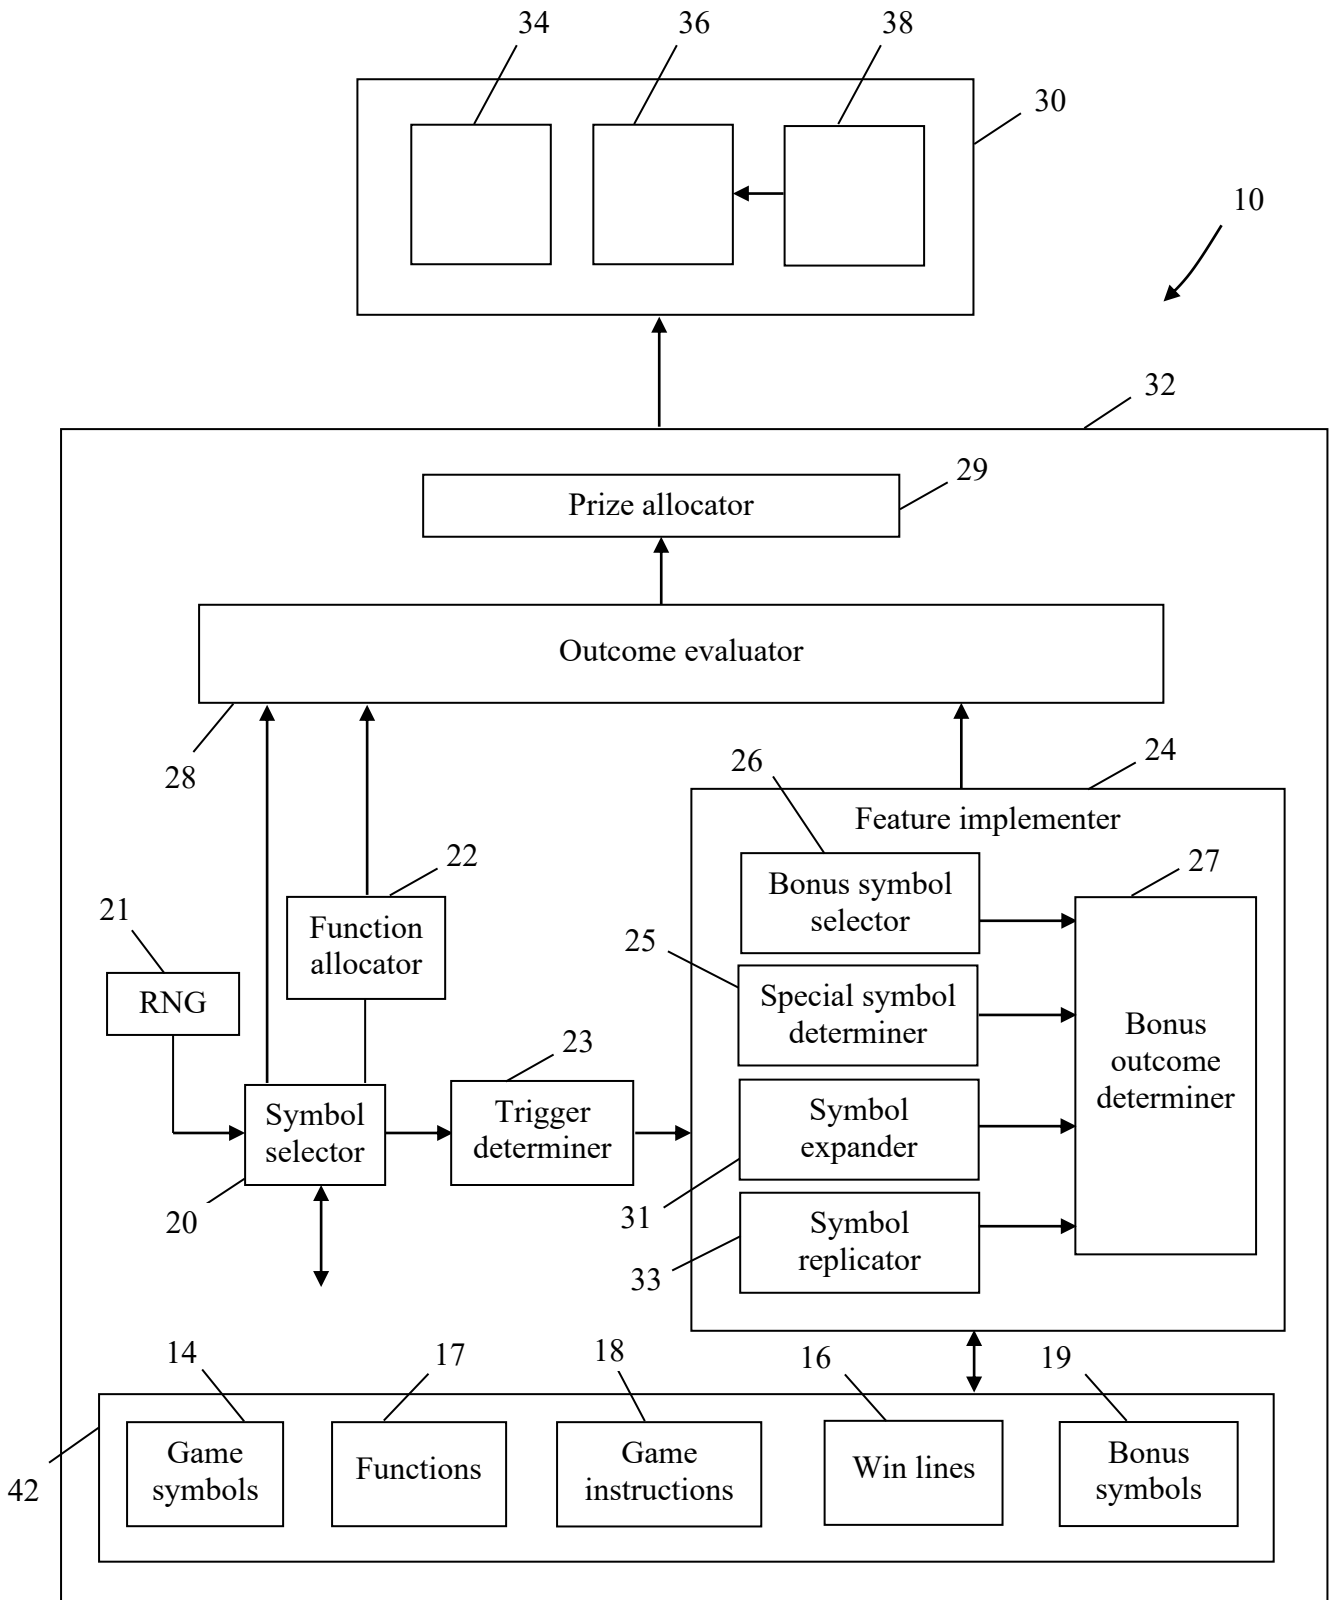 34
36
38
30
10
32
29
Prize allocator
Outcome evaluator
28
26
24
Feature implementer
22
27
21
Bonus symbol
selector
Function
allocator
25
RNG
Special symbol
determiner
Bonus
outcome
determiner
23
Symbol
selector
Trigger
determiner
Symbol
expander
20
31
Symbol
replicator
33
14
17
18
16
19
Game
symbols
Functions
Game
instructions
Win lines
Bonus
symbols
42